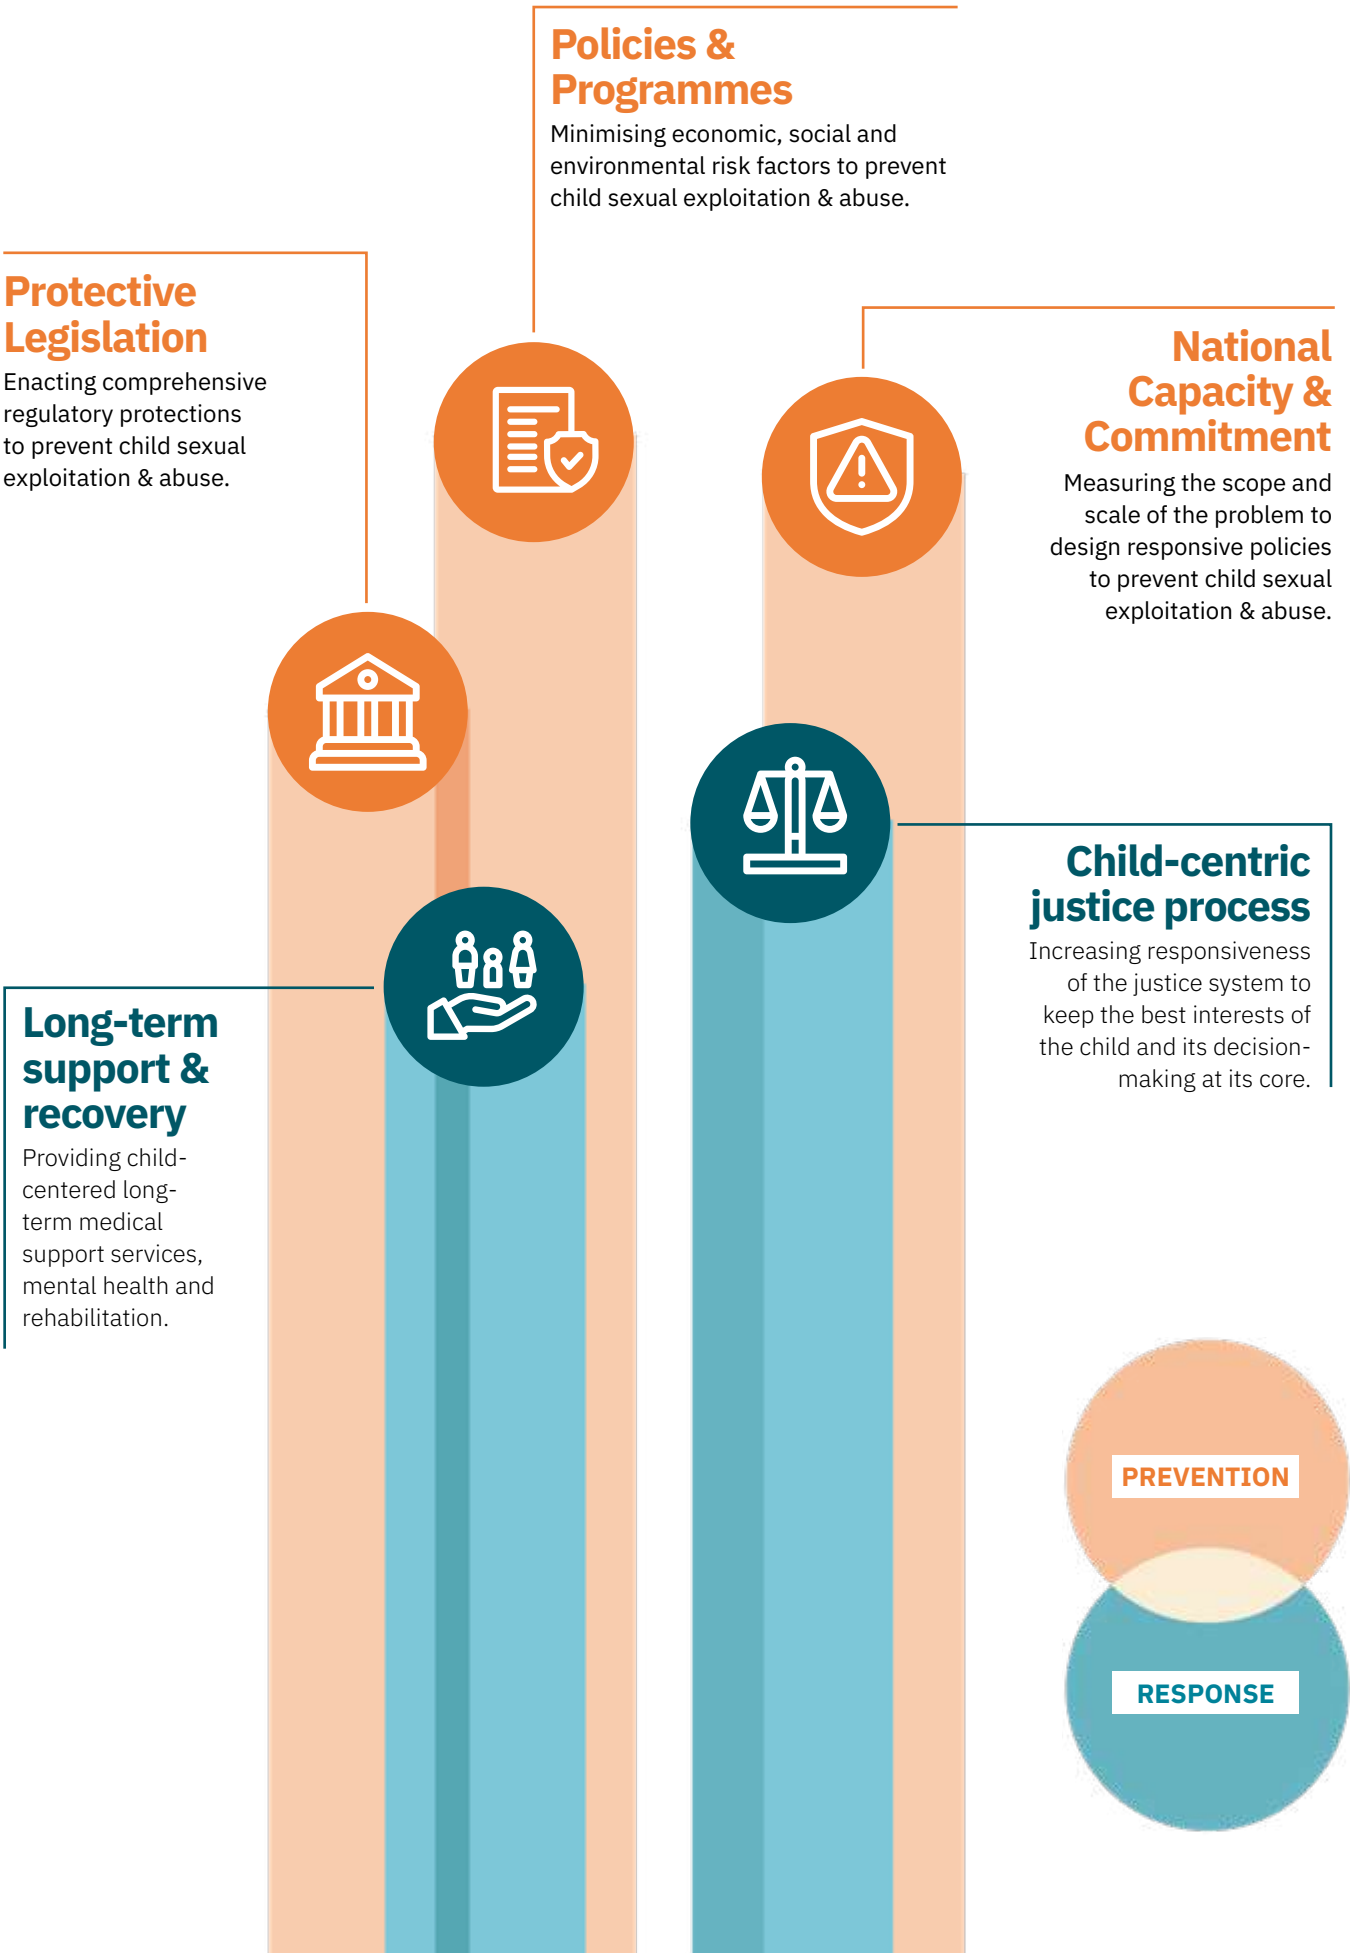 Policies &
Programmes
Minimising economic, social and
environmental risk factors to prevent
child sexual exploitation & abuse.
Protective
Legislation
Enacting comprehensive
regulatory protections
to prevent child sexual
exploitation & abuse.
National
Capacity &
Commitment
Measuring the scope and
scale of the problem to
design responsive policies
to prevent child sexual
exploitation & abuse.
Child-centric
justice process
Increasing responsiveness
of the justice system to
keep the best interests of
the child and its decision-
making at its core.
Long-term
support &
recovery
Providing child-
centered long-
term medical
support services,
mental health and
rehabilitation.
PREVENTION
RESPONSE